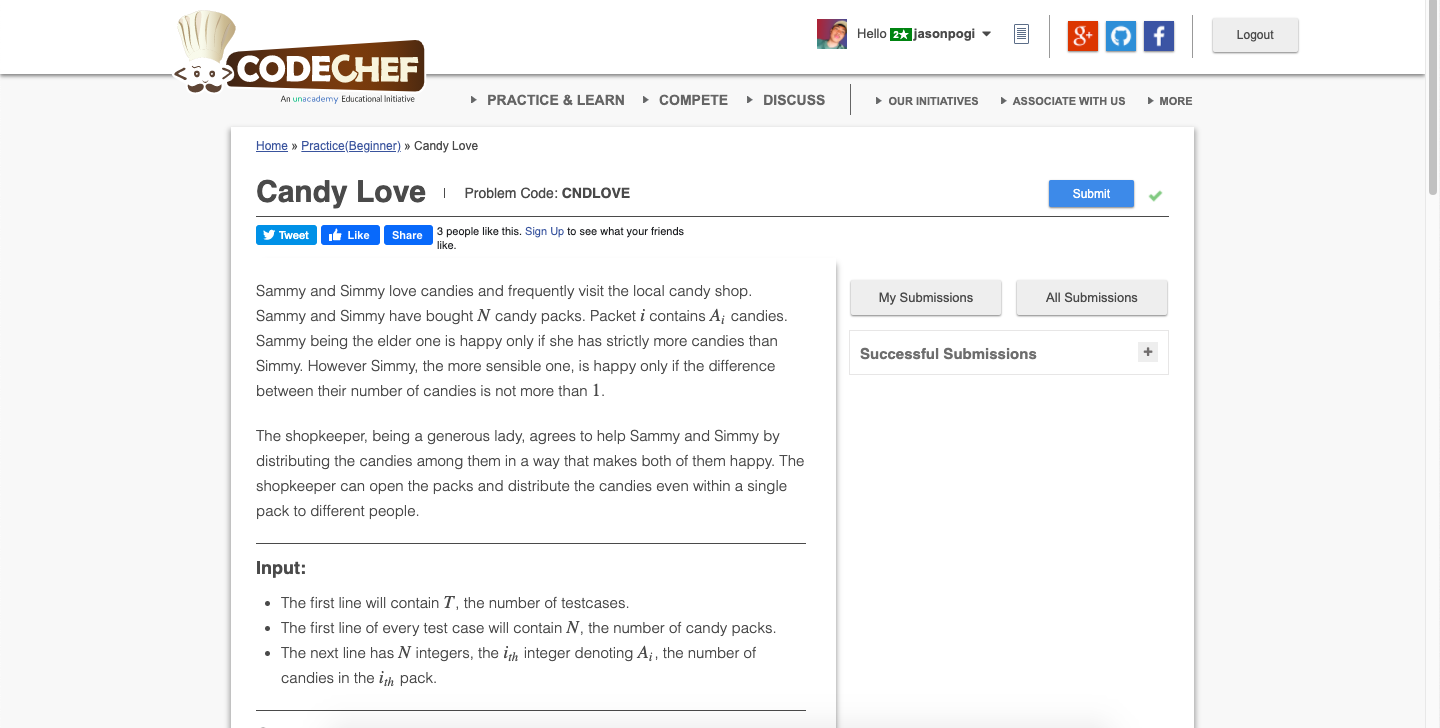 Hello 2★ jasonpogi
Logout
CODECHEF
An unacademy Educational Initiative
PRACTICE & LEARN COMPETE DISCUSS OUR INITIATIVES ASSOCIATE WITH US MORE
Home » Practice(Beginner) » Candy Love
Candy Love | Problem Code: CNDLOVE
Submit
Tweet Like Share 3 people like this. Sign Up to see what your friends
like.
Sammy and Simmy love candies and frequently visit the local candy shop.
Sammy and Simmy have bought N candy packs. Packet i contains A_i candies.
Sammy being the elder one is happy only if she has strictly more candies than
Simmy. However Simmy, the more sensible one, is happy only if the difference
between their number of candies is not more than 1.
The shopkeeper, being a generous lady, agrees to help Sammy and Simmy by
distributing the candies among them in a way that makes both of them happy. The
shopkeeper can open the packs and distribute the candies even within a single
pack to different people.
Input:
• The first line will contain T, the number of testcases.
• The first line of every test case will contain N, the number of candy packs.
• The next line has N integers, the i_th integer denoting A_i, the number of
candies in the i_th pack.
My Submissions All Submissions
Successful Submissions +